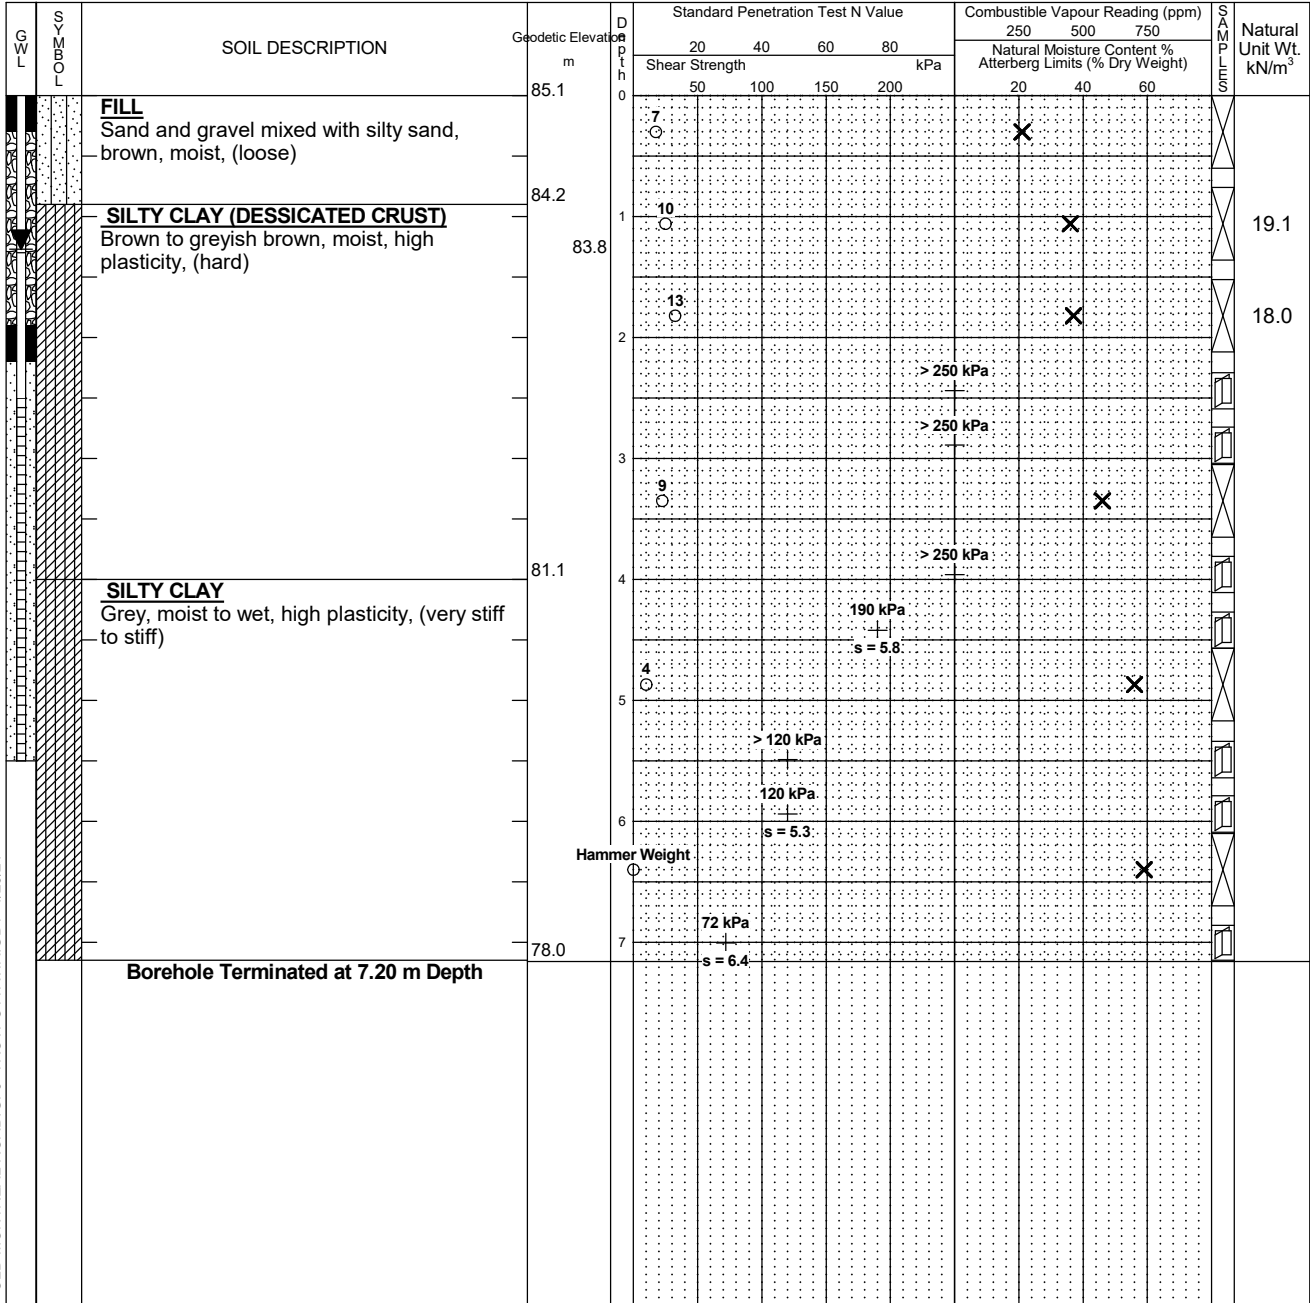 GWL
SYMBOL
SOIL DESCRIPTION
Geodetic Elevation
m
Depth
Standard Penetration Test N Value
20 40 60 80
Shear Strength kPa
50 100 150 200
Combustible Vapour Reading (ppm)
250 500 750
Natural Moisture Content %
Atterberg Limits (% Dry Weight)
20 40 60
SAMPLES
Natural
Unit Wt.
kN/m³
85.1
0
FILL
Sand and gravel mixed with silty sand,
brown, moist, (loose)
7
84.2
SILTY CLAY (DESSICATED CRUST)
Brown to greyish brown, moist, high
plasticity, (hard)
83.8
10
1
19.1
13
18.0
2
> 250 kPa
> 250 kPa
3
9
> 250 kPa
81.1
4
SILTY CLAY
Grey, moist to wet, high plasticity, (very stiff
to stiff)
190 kPa
s = 5.8
4
5
> 120 kPa
120 kPa
6
s = 5.3
Hammer Weight
72 kPa
7
78.0
s = 6.4
Borehole Terminated at 7.20 m Depth